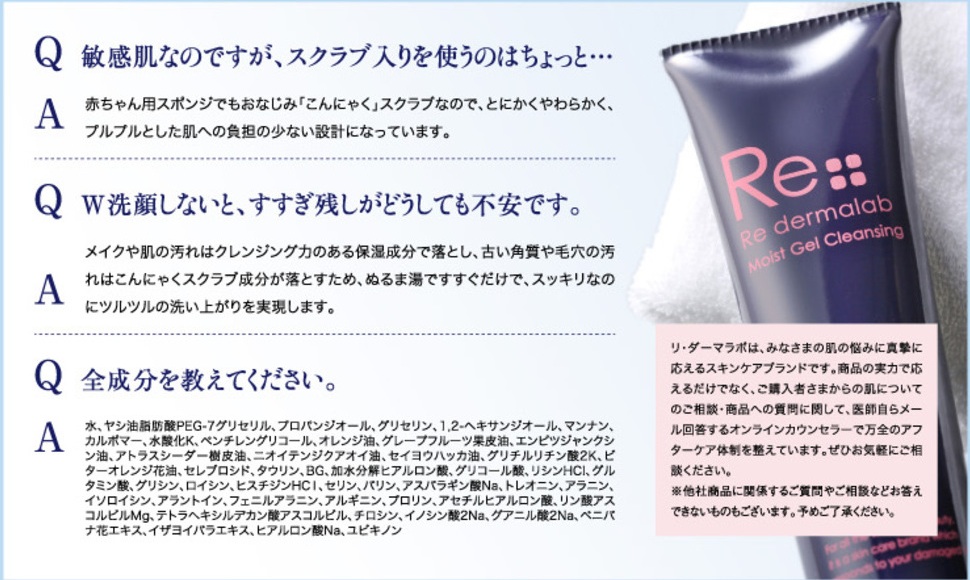 Q 敏感肌なのですが、スクラブ入りを使うのはちょっと…
A 赤ちゃん用スポンジでもおなじみ「こんにゃく」スクラブなので、とにかくやわらかく、
プルプルとした肌への負担の少ない設計になっています。
Q W洗顔しないと、すすぎ残しがどうしても不安です。
A メイクや肌の汚れはクレンジング力のある保湿成分で落とし、古い角質や毛穴の汚
れはこんにゃくスクラブ成分が落とすため、ぬるま湯ですすぐだけで、スッキリなの
にツルツルの洗い上がりを実現します。
Q 全成分を教えてください。
A 水、ヤシ油脂肪酸PEG-7グリセリル、プロパンジオール、グリセリン、1,2-ヘキサンジオール、マンナン、
カルボマー、水酸化K、ペンチレングリコール、オレンジ油、グレープフルーツ果皮油、エンピツジャンクシ
ン油、アトラスシーダー樹皮油、ニオイテンジクアオイ油、セイヨウハッカ油、グリチルリチン酸2K、ビ
ターオレンジ花油、セレブロシド、タウリン、BG、加水分解ヒアルロン酸、グリコール酸、リシンHCl、グル
タミン酸、グリシン、ロイシン、ヒスチジンHCl、セリン、バリン、アスパラギン酸Na、トレオニン、アラニン、
イソロイシン、アラントイン、フェニルアラニン、アルギニン、プロリン、アセチルヒアルロン酸、リン酸アス
コルビルMg、テトラヘキシルデカン酸アスコルビル、チロシン、イノシン酸2Na、グアニル酸2Na、ベニバ
ナ花エキス、イザヨイバラエキス、ヒアルロン酸Na、ユビキノン
Re
Re dermalab
Moist Gel Cleansing
リ・ダーマラボは、みなさまの肌の悩みに真摯に
応えるスキンケアブランドです。商品の実力で応
えるだけでなく、ご購入者さまからの肌について
のご相談・商品への質問に関して、医師自らメー
ル回答するオンラインカウンセラーで万全のアフ
ターケア体制を整えています。ぜひお気軽にご相
談ください。
※他社商品に関係するご質問やご相談などお答え
できないものもございます。予めご了承ください。
For all the
it is a skin care brand which
responds to your damaged